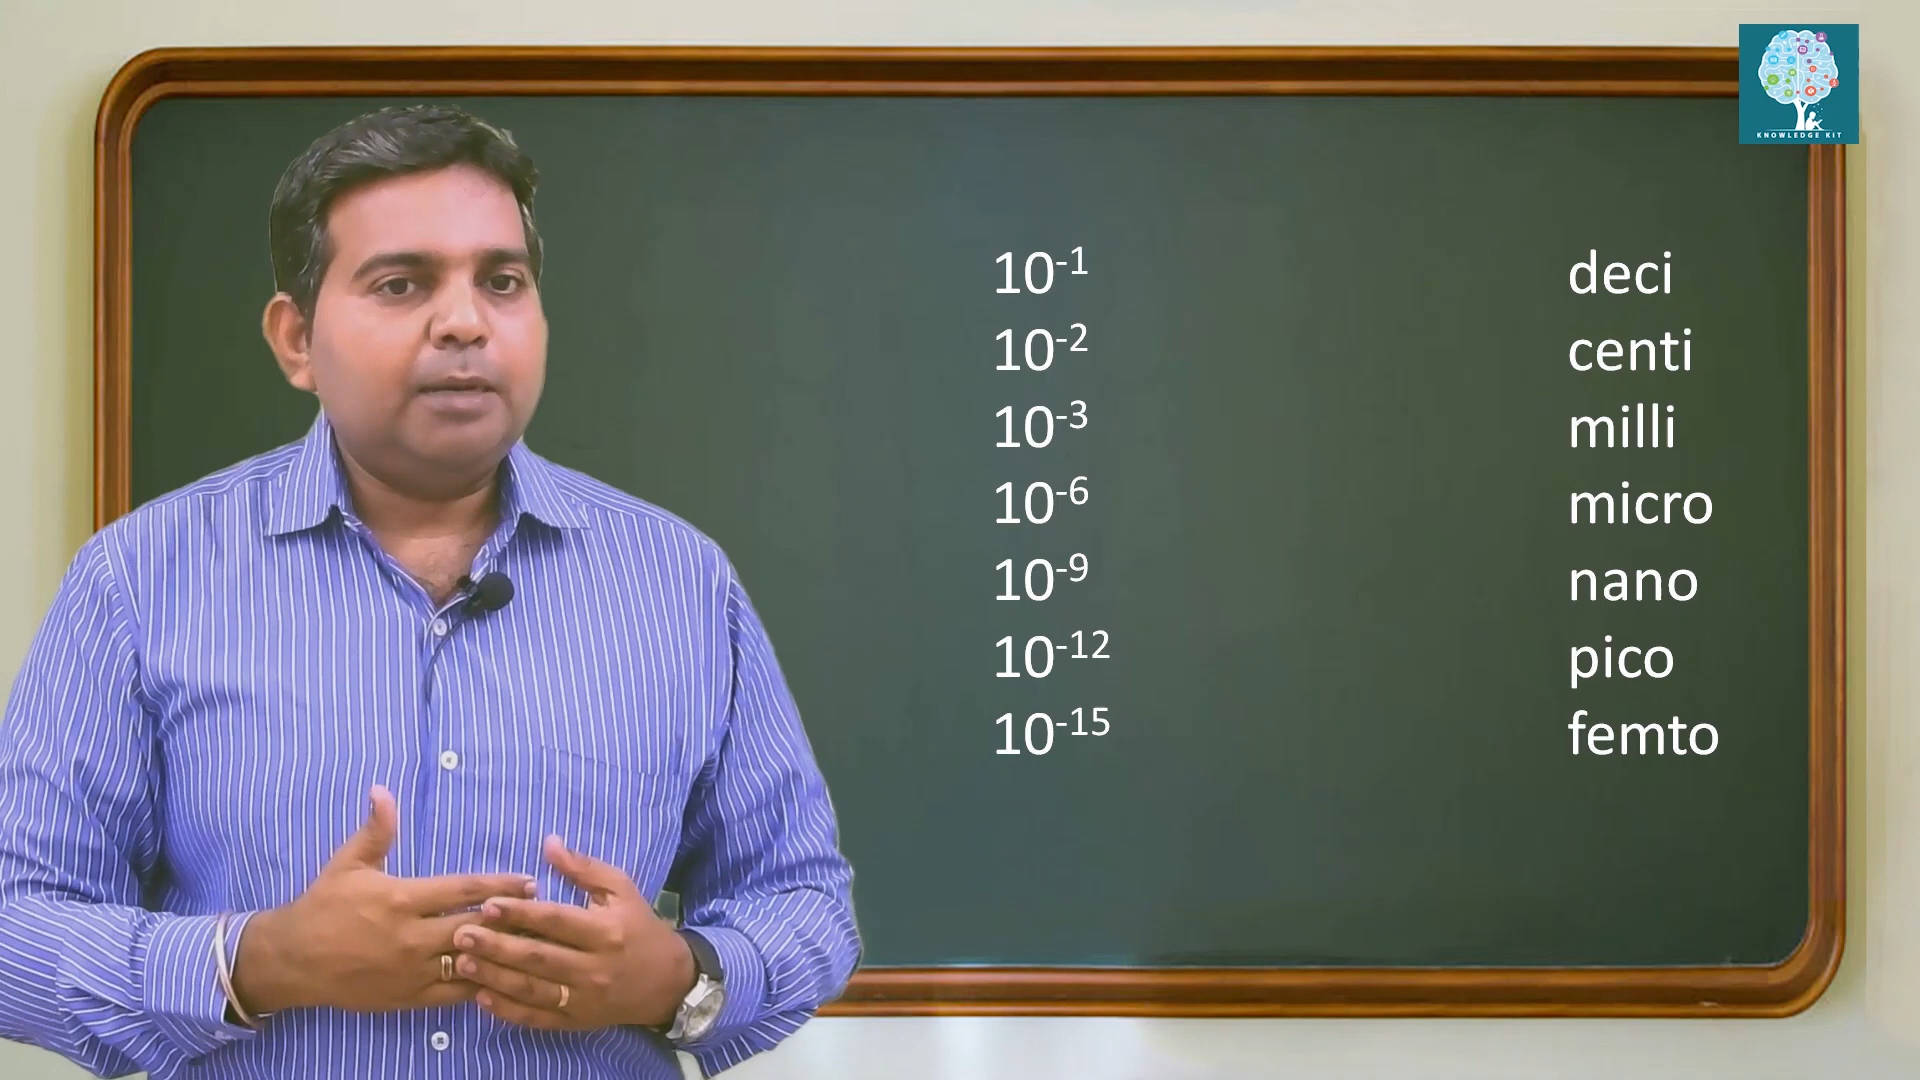 KNOWLEDGE KIT
10⁻¹ deci
10⁻² centi
10⁻³ milli
10⁻⁶ micro
10⁻⁹ nano
10⁻¹² pico
10⁻¹⁵ femto